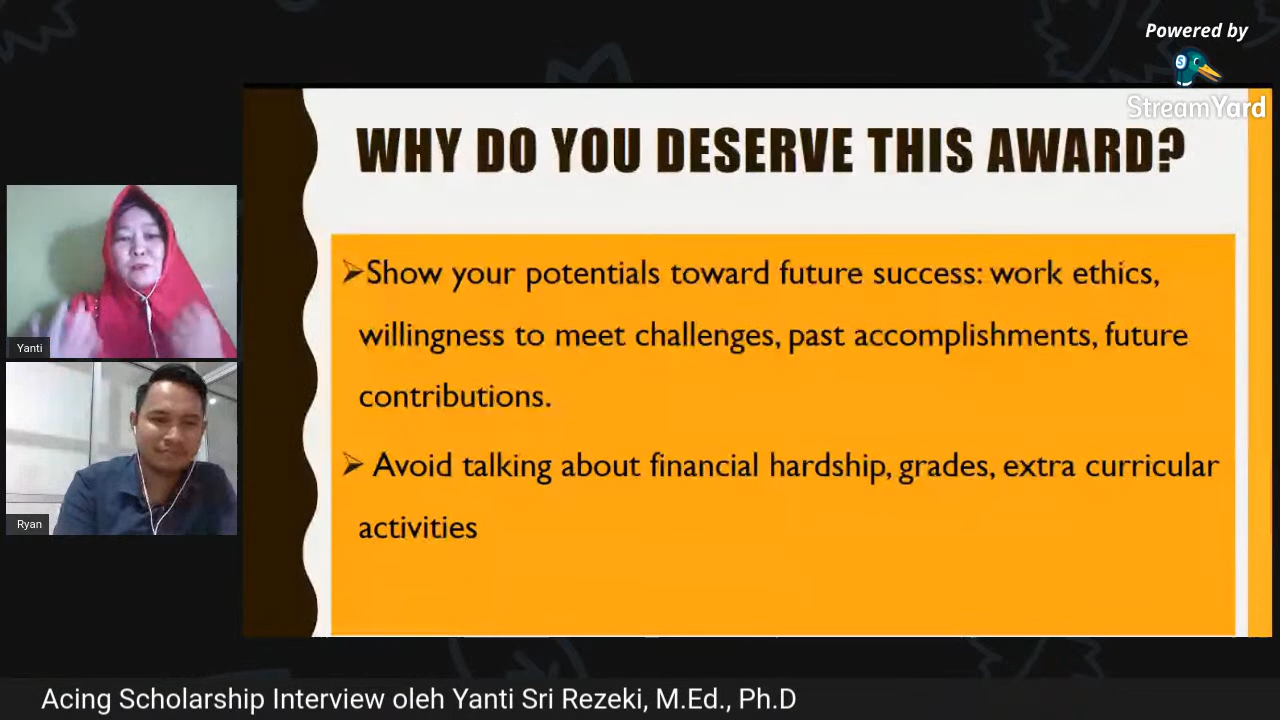 Powered by
StreamYard
WHY DO YOU DESERVE THIS AWARD?
➤Show your potentials toward future success: work ethics,
willingness to meet challenges, past accomplishments, future
contributions.
➤ Avoid talking about financial hardship, grades, extra curricular
activities
Yanti
Ryan
Acing Scholarship Interview oleh Yanti Sri Rezeki, M.Ed., Ph.D